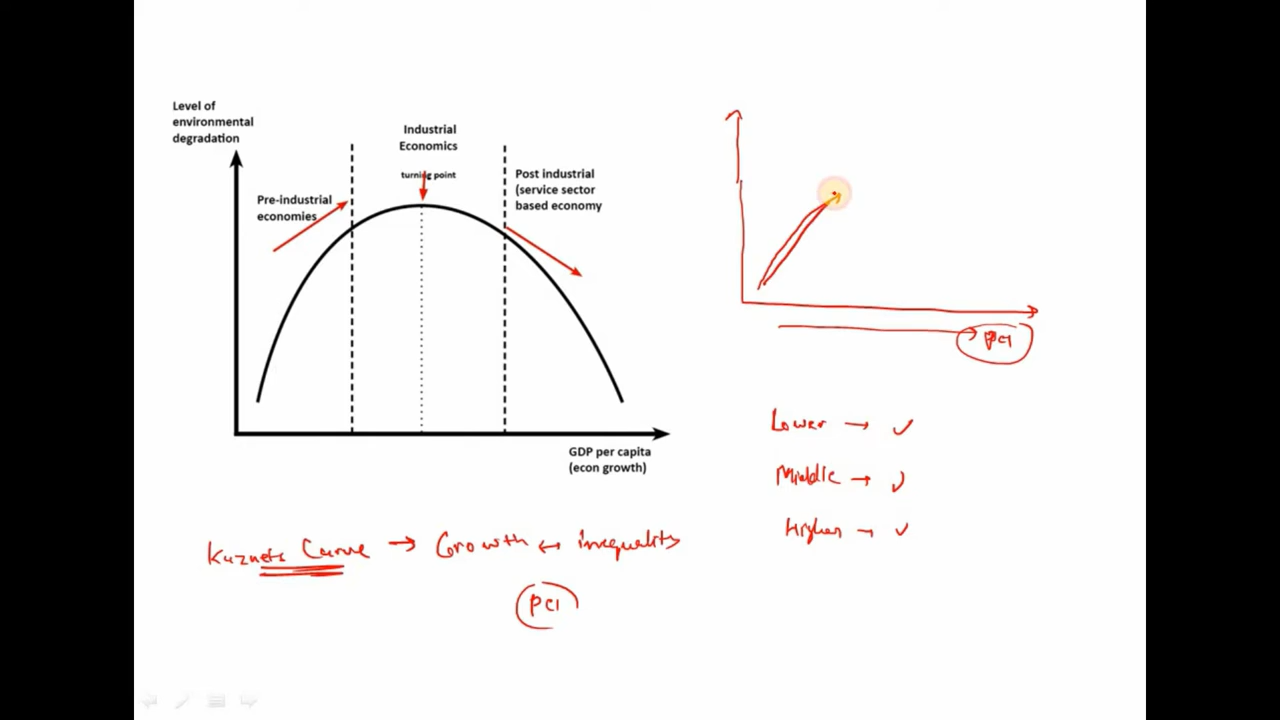 Level of
environmental
degradation
Industrial
Economics
turning point
Pre-industrial
economies
Post industrial
(service sector
based economy
GDP per capita
(econ growth)
PCI
Lower → ✓
Middle → ✓
Higher → ✓
Kuznets Curve → Growth ↔ inequality
PCI